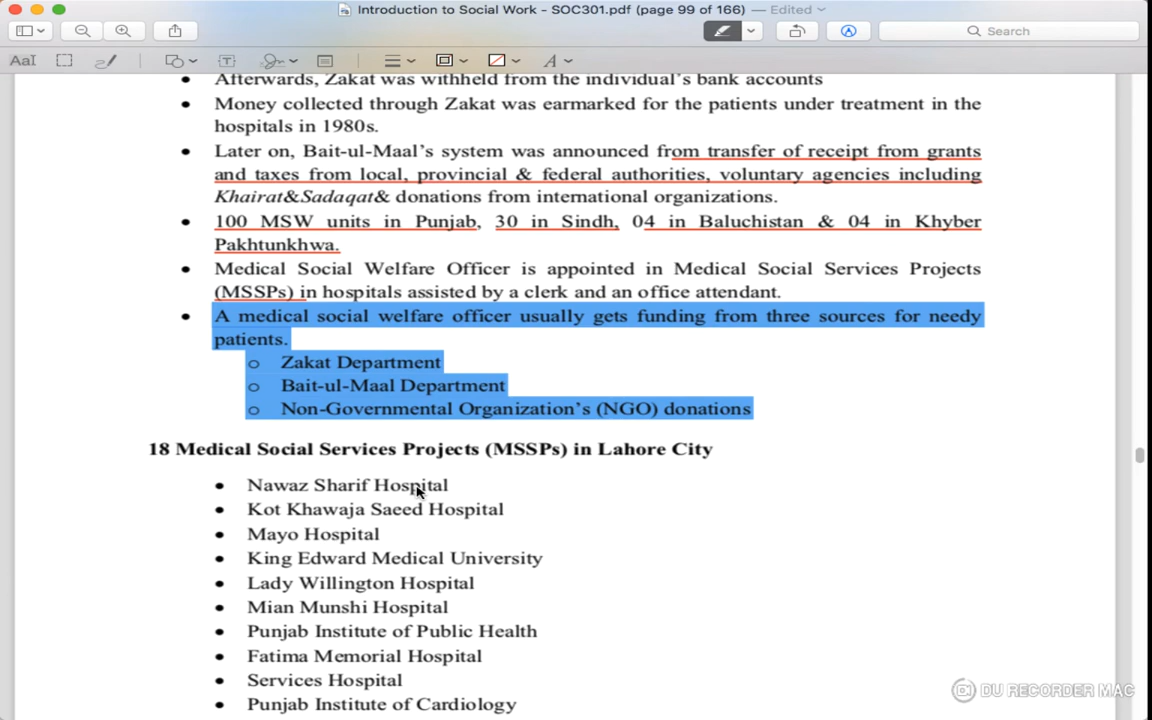 Introduction to Social Work - SOC301.pdf (page 99 of 166) — Edited
Search
AaI
T
A
Afterwards, Zakat was withheld from the individual's bank accounts
Money collected through Zakat was earmarked for the patients under treatment in the
hospitals in 1980s.
Later on, Bait-ul-Maal's system was announced from transfer of receipt from grants
and taxes from local, provincial & federal authorities, voluntary agencies including
Khairat&Sadaqat& donations from international organizations.
100 MSW units in Punjab, 30 in Sindh, 04 in Baluchistan & 04 in Khyber
Pakhtunkhwa.
Medical Social Welfare Officer is appointed in Medical Social Services Projects
(MSSPs) in hospitals assisted by a clerk and an office attendant.
A medical social welfare officer usually gets funding from three sources for needy
patients.
Zakat Department
Bait-ul-Maal Department
Non-Governmental Organization's (NGO) donations
18 Medical Social Services Projects (MSSPs) in Lahore City
Nawaz Sharif Hospital
Kot Khawaja Saeed Hospital
Mayo Hospital
King Edward Medical University
Lady Willington Hospital
Mian Munshi Hospital
Punjab Institute of Public Health
Fatima Memorial Hospital
Services Hospital
Punjab Institute of Cardiology
DU RECORDER MAC